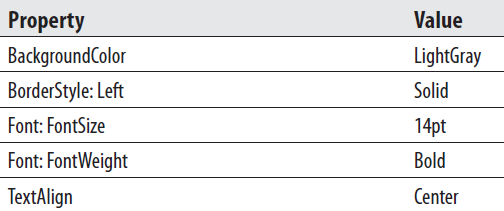 Property Value
BackgroundColor LightGray
BorderStyle: Left Solid
Font: FontSize 14pt
Font: FontWeight Bold
TextAlign Center